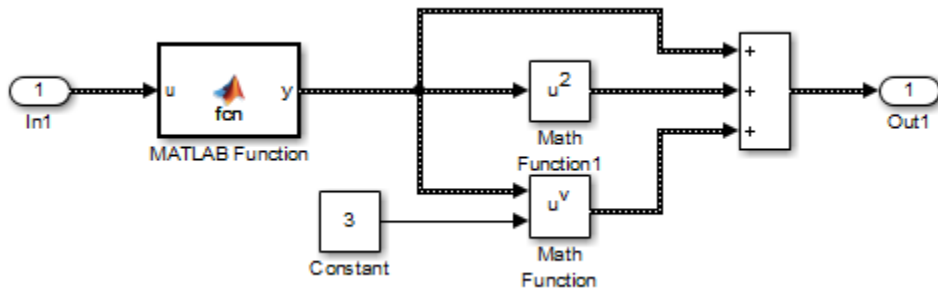 1
In1
u
fcn
y
MATLAB Function
u²
Math
Function1
3
Constant
uᵛ
Math
Function
+
+
+
1
Out1